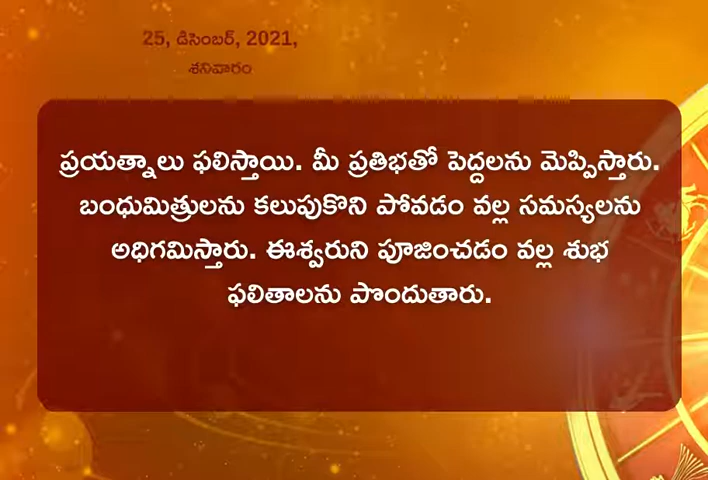 25, డిసెంబర్, 2021,
శనివారం
ప్రయత్నాలు ఫలిస్తాయి. మీ ప్రతిభతో పెద్దలను మెప్పిస్తారు.
బంధుమిత్రులను కలుపుకొని పోవడం వల్ల సమస్యలను
అధిగమిస్తారు. ఈశ్వరుని పూజించడం వల్ల శుభ
ఫలితాలను పొందుతారు.